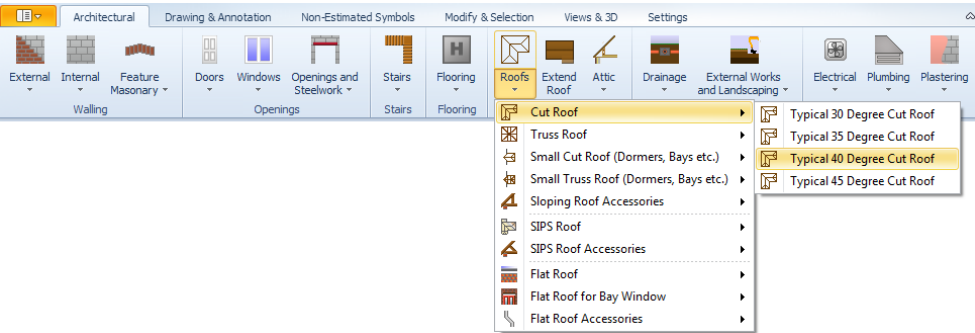 Architectural Drawing & Annotation Non-Estimated Symbols Modify & Selection Views & 3D Settings
External Internal Feature Masonary Doors Windows Openings and Steelwork Stairs Flooring Roofs Extend Roof Attic Drainage External Works and Landscaping Electrical Plumbing Plastering
Walling Openings Stairs Flooring
Cut Roof
Truss Roof
Small Cut Roof (Dormers, Bays etc.)
Small Truss Roof (Dormers, Bays etc.)
Sloping Roof Accessories
SIPS Roof
SIPS Roof Accessories
Flat Roof
Flat Roof for Bay Window
Flat Roof Accessories
Typical 30 Degree Cut Roof
Typical 35 Degree Cut Roof
Typical 40 Degree Cut Roof
Typical 45 Degree Cut Roof